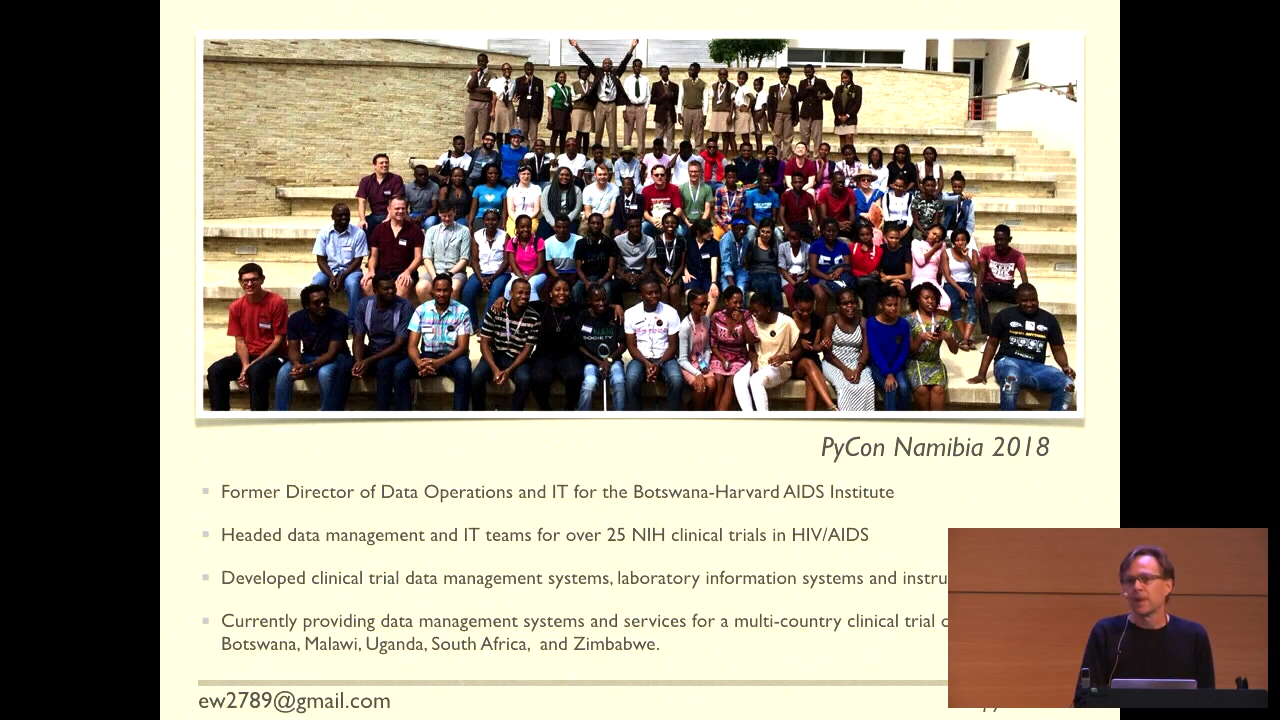 PyCon Namibia 2018
Former Director of Data Operations and IT for the Botswana-Harvard AIDS Institute
Headed data management and IT teams for over 25 NIH clinical trials in HIV/AIDS
Developed clinical trial data management systems, laboratory information systems and
Currently providing data management systems and services for a multi-country clinical trial
Botswana, Malawi, Uganda, South Africa, and Zimbabwe.
ew2789@gmail.com